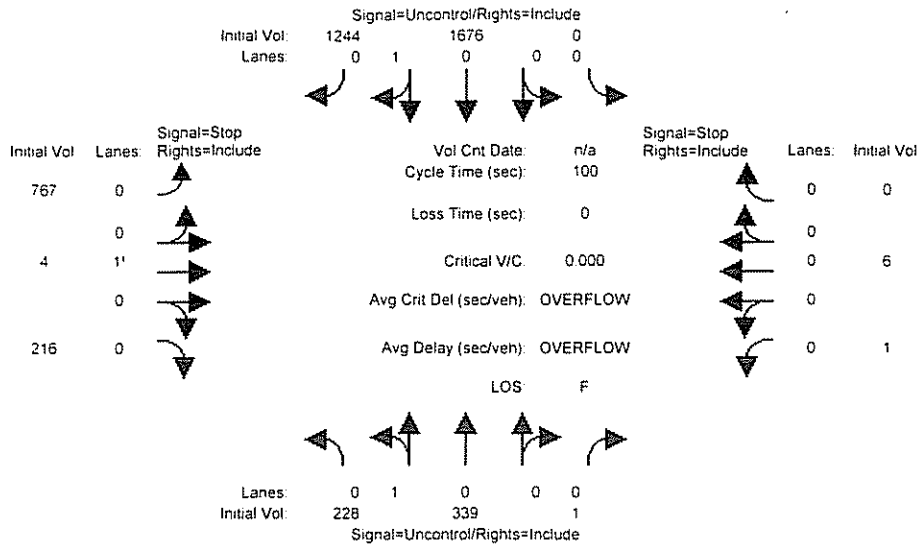 Signal=Uncontrol/Rights=Include
Initial Vol: 1244 1676 0
Lanes: 0 1 0 0 0
Signal=Stop
Initial Vol Lanes: Rights=Include
Vol Cnt Date: n/a
Signal=Stop
Rights=Include Lanes: Initial Vol
Cycle Time (sec): 100
767 0
0 0
Loss Time (sec): 0
0
0
4 1!
Critical V/C: 0.000
0 6
0
Avg Crit Del (sec/veh): OVERFLOW
0
216 0
Avg Delay (sec/veh): OVERFLOW
0 1
LOS: F
Lanes: 0 1 0 0 0
Initial Vol: 228 339 1
Signal=Uncontrol/Rights=Include